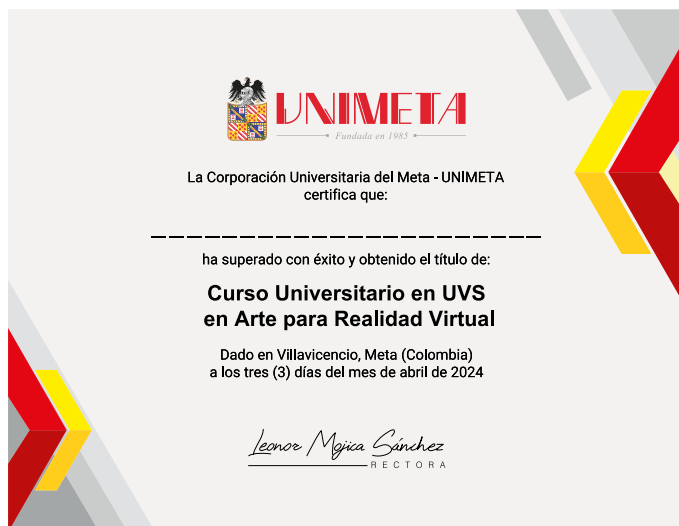 UNIMETA
Fundada en 1985
La Corporación Universitaria del Meta - UNIMETA
certifica que:
ha superado con éxito y obtenido el título de:
Curso Universitario en UVS
en Arte para Realidad Virtual
Dado en Villavicencio, Meta (Colombia)
a los tres (3) días del mes de abril de 2024
Leonor Mojica Sánchez
RECTORA